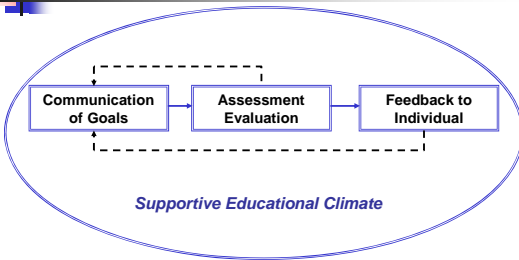 Communication
of Goals
Assessment
Evaluation
Feedback to
Individual
Supportive Educational Climate